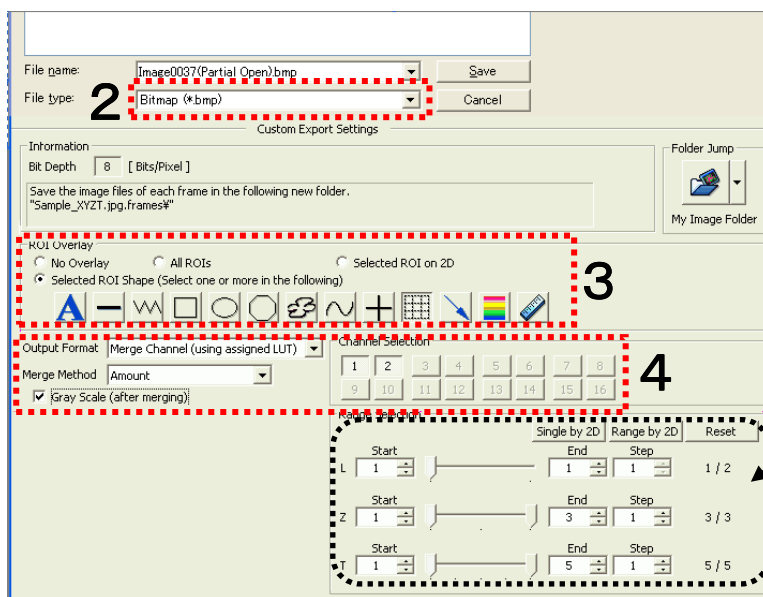 File name: Image0037(Partial Open).bmp Save
2
File type: Bitmap (*.bmp) Cancel
Custom Export Settings
Information
Bit Depth 8 [ Bits/Pixel ]
Save the image files of each frame in the following new folder.
"Sample_XYZT.jpg.frames¥"
Folder Jump
My Image Folder
ROI Overlay
No Overlay All ROIs Selected ROI on 2D
Selected ROI Shape (Select one or more in the following)
A
3
Output Format Merge Channel (using assigned LUT)
Merge Method Amount
Gray Scale (after merging)
Channel Selection
1 2 3 4 5 6 7 8
9 10 11 12 13 14 15 16
4
Range Selection
Single by 2D Range by 2D Reset
Start End Step
L 1 1 1 1 / 2
Start End Step
Z 1 3 1 3 / 3
Start End Step
T 1 5 1 5 / 5